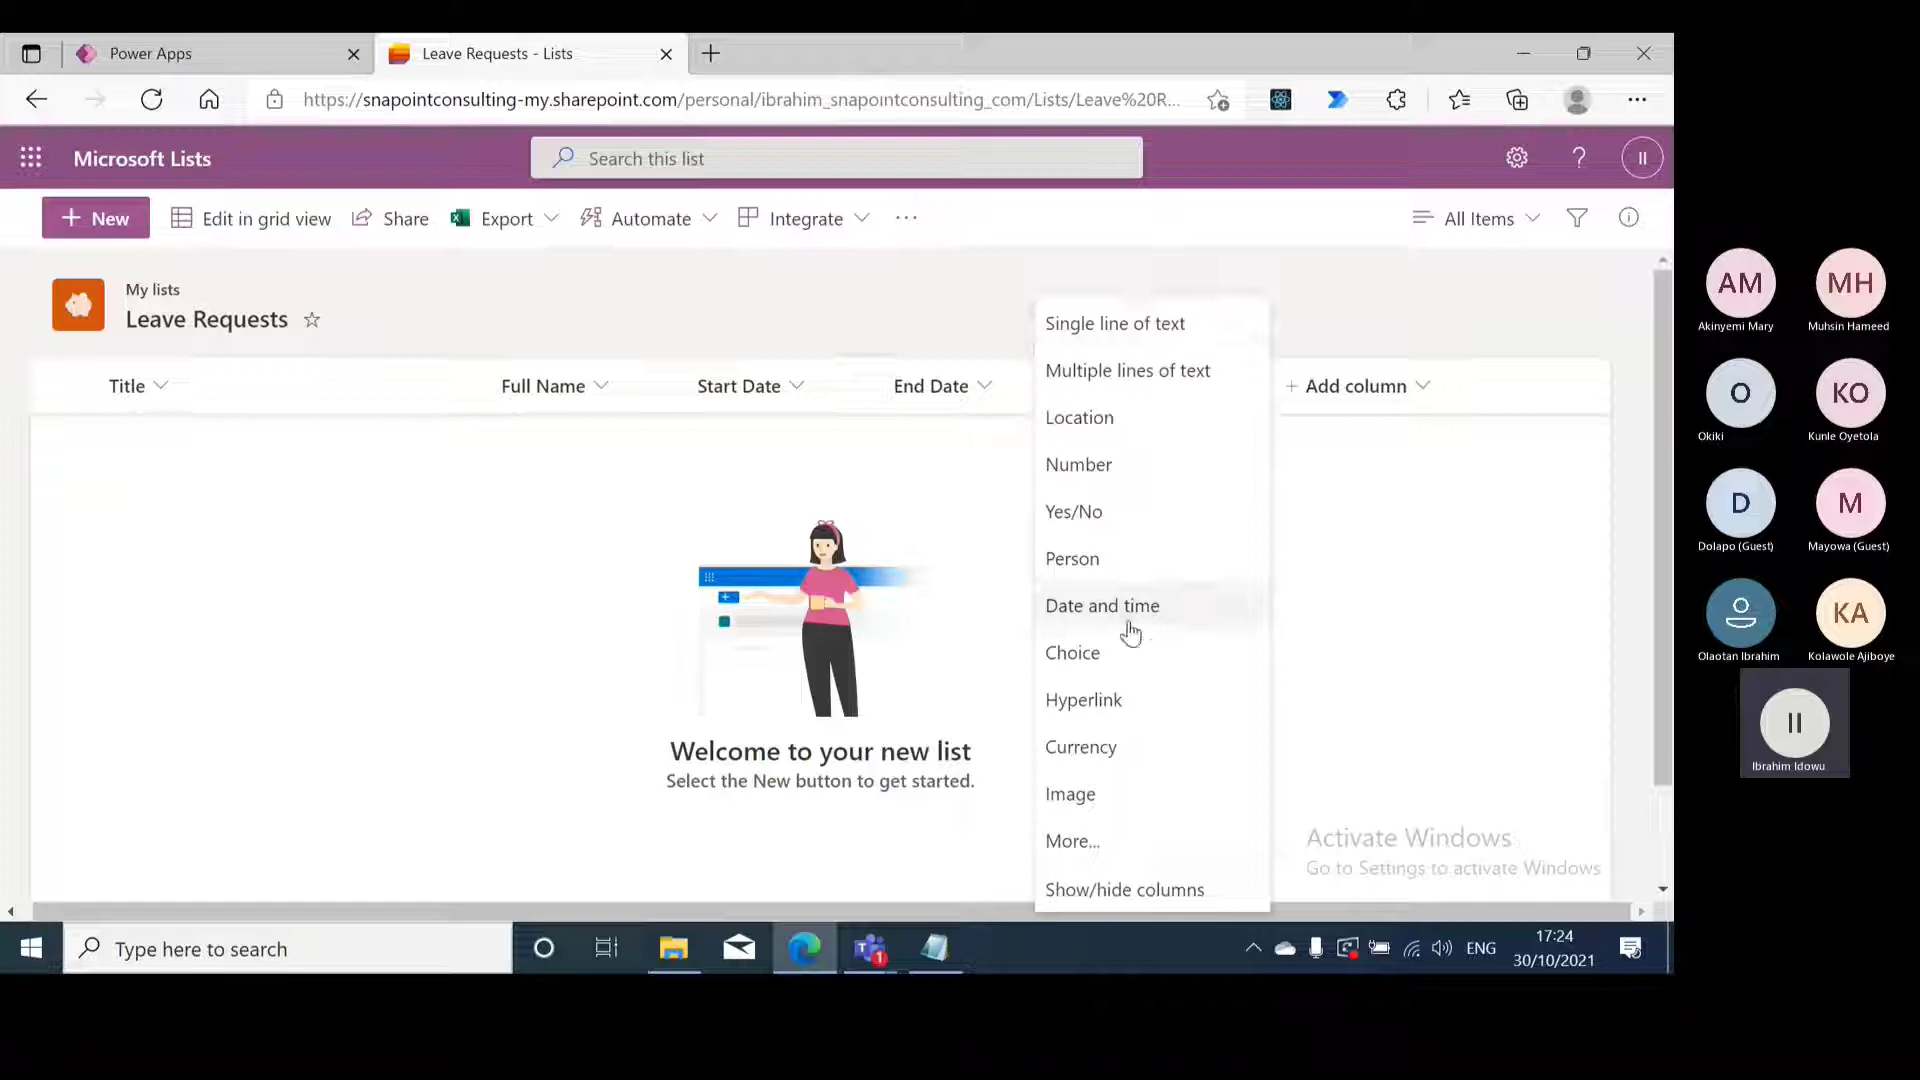 Power Apps
Leave Requests - Lists
https://snapointconsulting-my.sharepoint.com/personal/ibrahim_snapointconsulting_com/Lists/Leave%20R...
Microsoft Lists
Search this list
II
New
Edit in grid view
Share
Export
Automate
Integrate
All Items
My lists
Leave Requests
Title
Full Name
Start Date
End Date
Add column
Single line of text
Multiple lines of text
Location
Number
Yes/No
Person
Date and time
Choice
Hyperlink
Currency
Image
More...
Show/hide columns
Welcome to your new list
Select the New button to get started.
Activate Windows
Go to Settings to activate Windows
Type here to search
1
ENG
17:24
30/10/2021
AM
Akinyemi Mary
MH
Muhsin Hameed
O
Okiki
KO
Kunle Oyetola
D
Dolapo (Guest)
M
Mayowa (Guest)
Olaotan Ibrahim
KA
Kolawole Ajiboye
II
Ibrahim Idowu